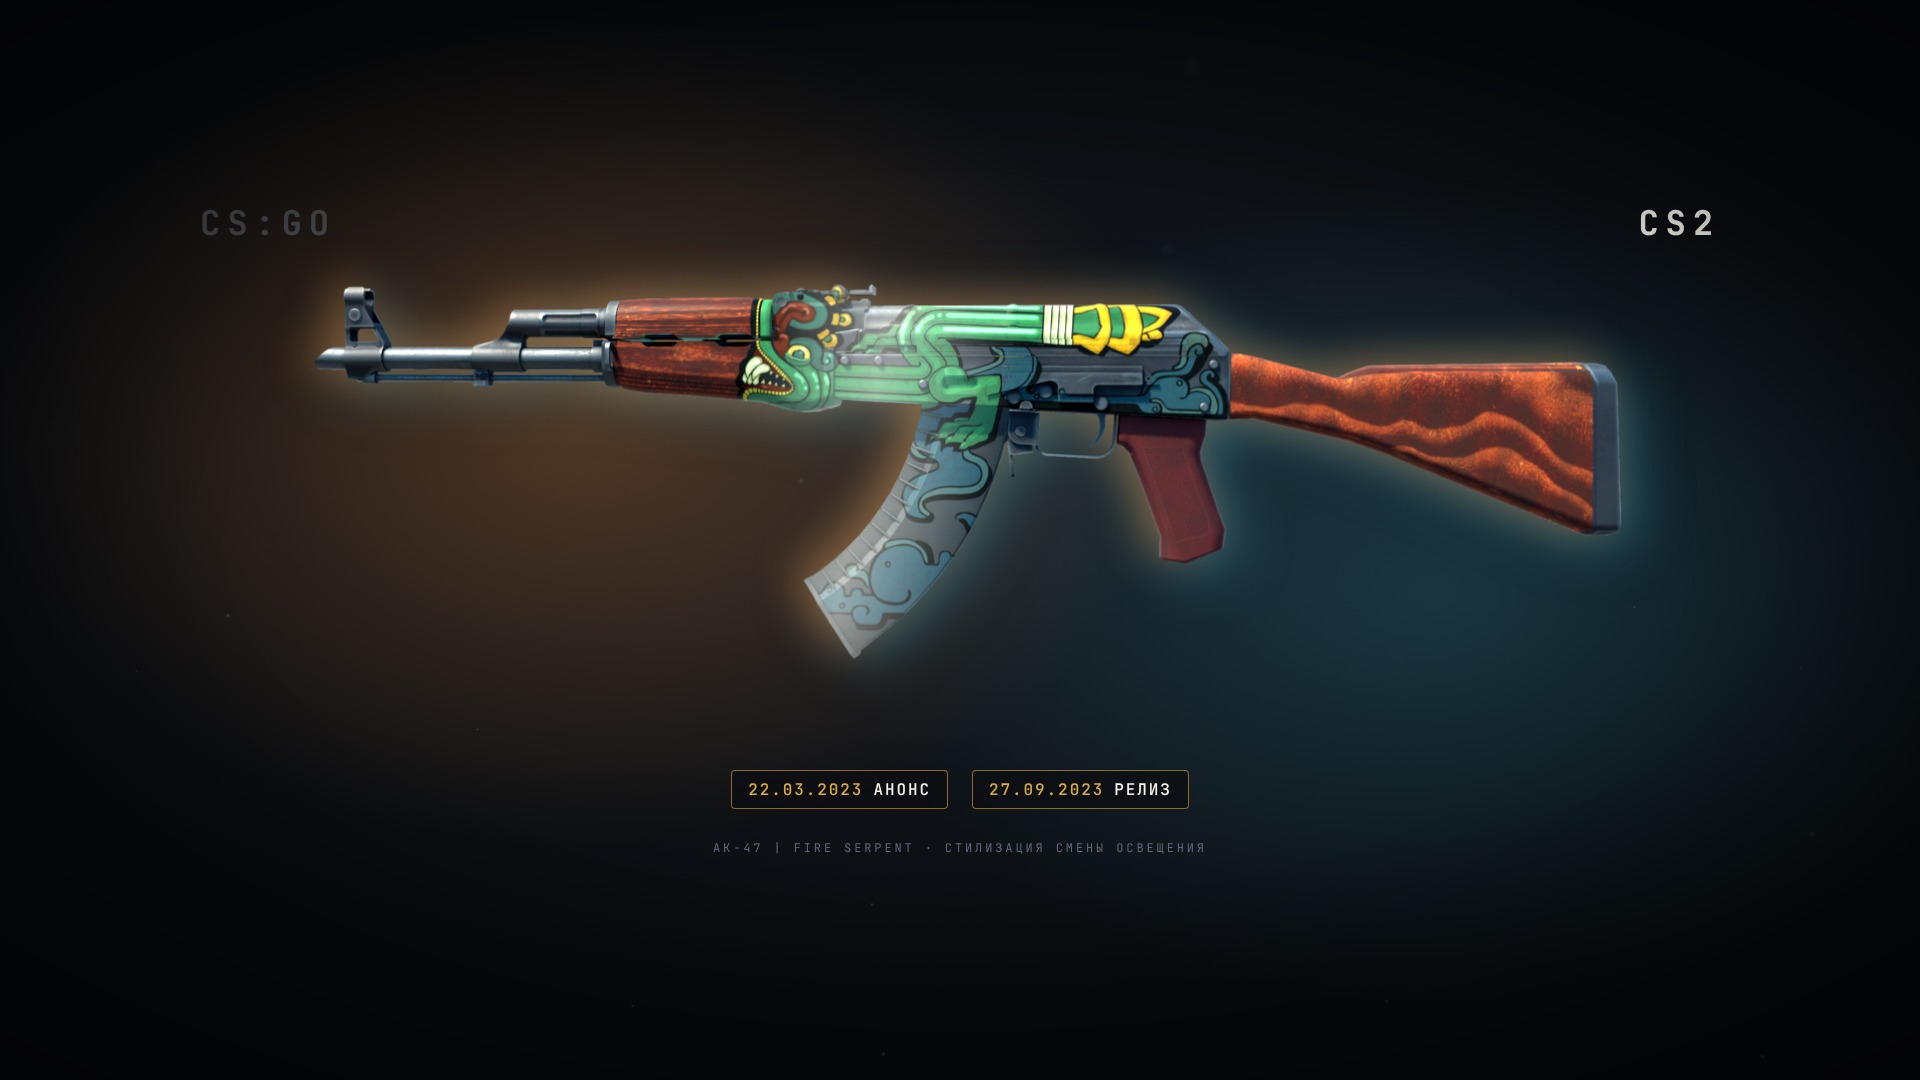 CS:GO
CS2
22.03.2023 АНОНС
27.09.2023 РЕЛИЗ
AK-47 | FIRE SERPENT · СТИЛИЗАЦИЯ СМЕНЫ ОСВЕЩЕНИЯ